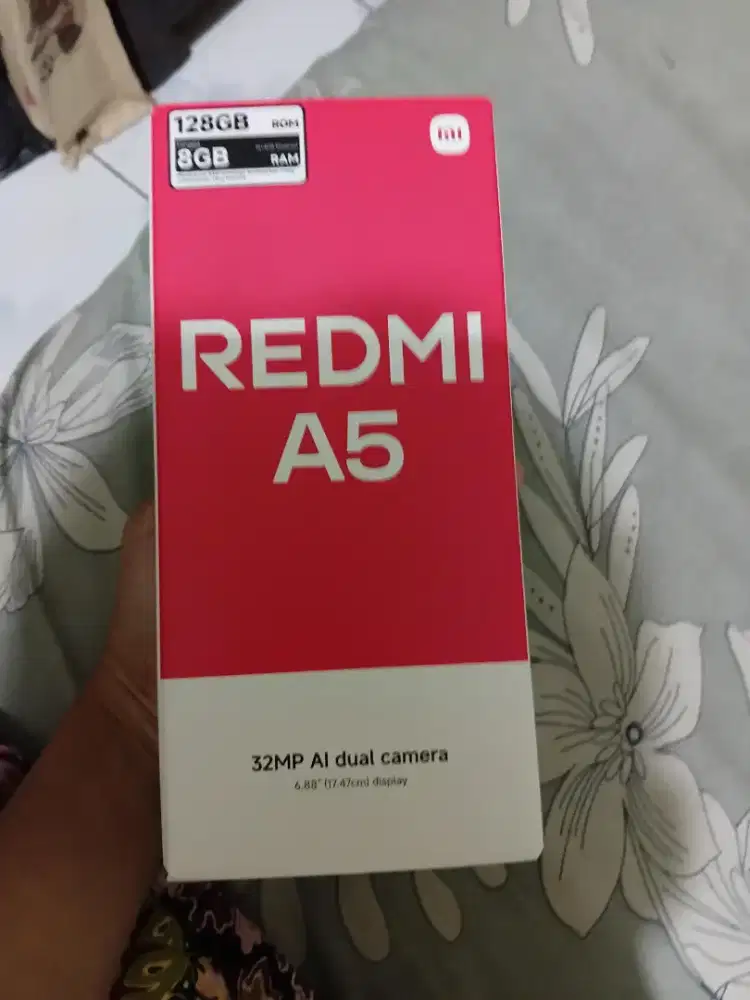 128GB ROM
8GB RAM
mi
REDMI
A5
32MP AI dual camera
6.88" (17.47cm) display